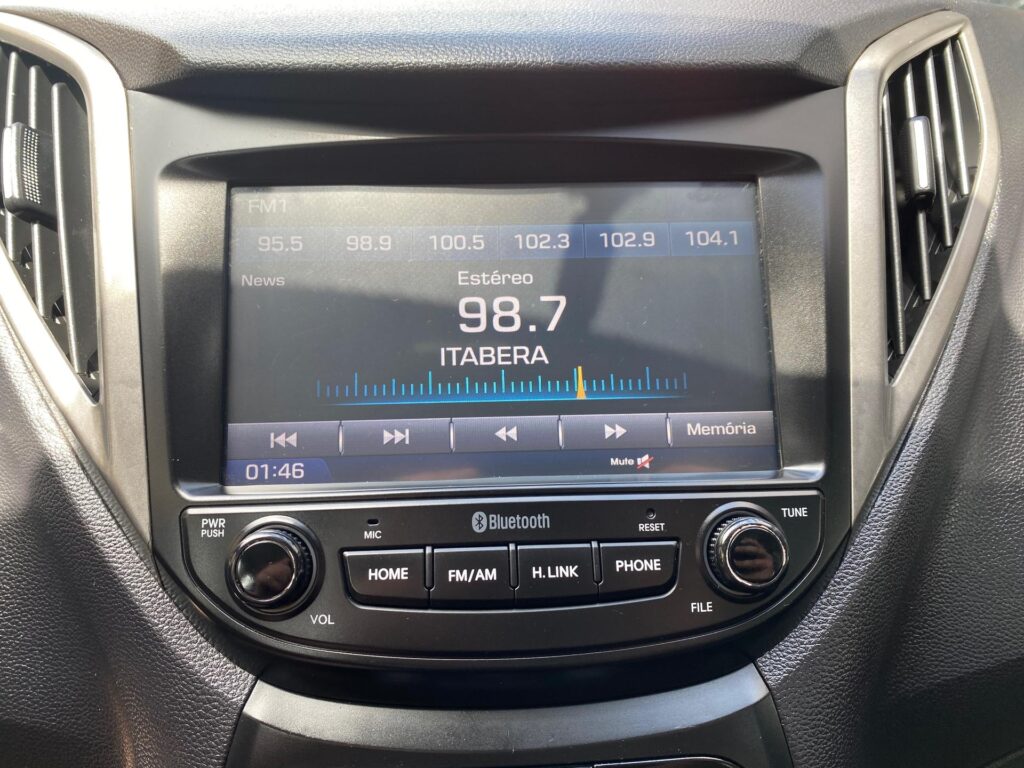 FM1
95.5 98.9 100.5 102.3 102.9 104.1
News Estéreo
98.7
ITABERA
Memória
01:46 Mute
PWR PUSH MIC Bluetooth RESET TUNE
HOME FM/AM H.LINK PHONE
VOL FILE